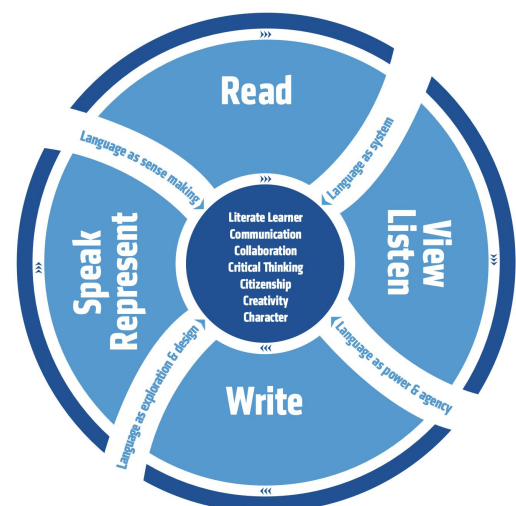 Read
Language as sense making
Language as system
Speak
Represent
Literate Learner
Communication
Collaboration
Critical Thinking
Citizenship
Creativity
Character
View
Listen
Language as exploration & design
Write
Language as power & agency